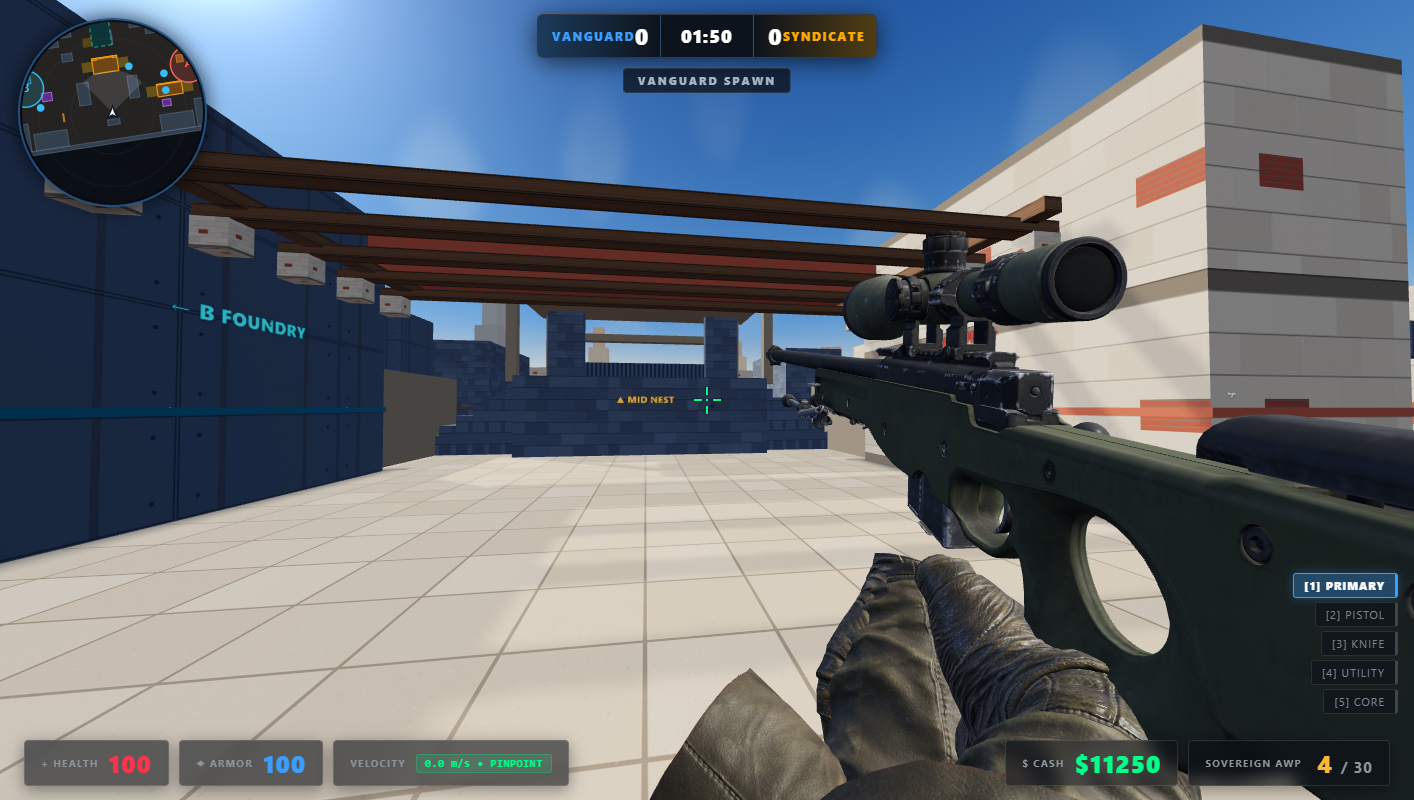 VANGUARD 0 01:50 0 SYNDICATE
VANGUARD SPAWN
← B FOUNDRY
▲ MID NEST
[1] PRIMARY
[2] PISTOL
[3] KNIFE
[4] UTILITY
[5] CORE
+ HEALTH 100
◆ ARMOR 100
VELOCITY 0.0 m/s • PINPOINT
$ CASH $11250
SOVEREIGN AWP 4 / 30